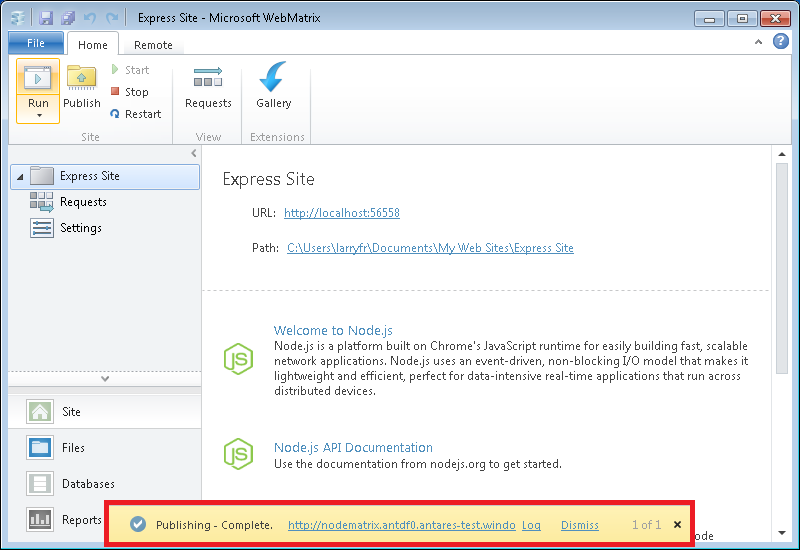 Express Site - Microsoft WebMatrix
File Home Remote
Run Publish Start Stop Restart Requests Gallery
Site View Extensions
Express Site
Requests
Settings
Site
Files
Databases
Reports
Express Site
URL: http://localhost:56558
Path: C:\Users\larryfr\Documents\My Web Sites\Express Site
JS
Welcome to Node.js
Node.js is a platform built on Chrome's JavaScript runtime for easily building fast, scalable
network applications. Node.js uses an event-driven, non-blocking I/O model that makes it
lightweight and efficient, perfect for data-intensive real-time applications that run across
distributed devices.
JS
Node.js API Documentation
Use the documentation from nodejs.org to get started.
Publishing - Complete. http://nodematrix.antdf0.antares-test.windo Log Dismiss 1 of 1
ode